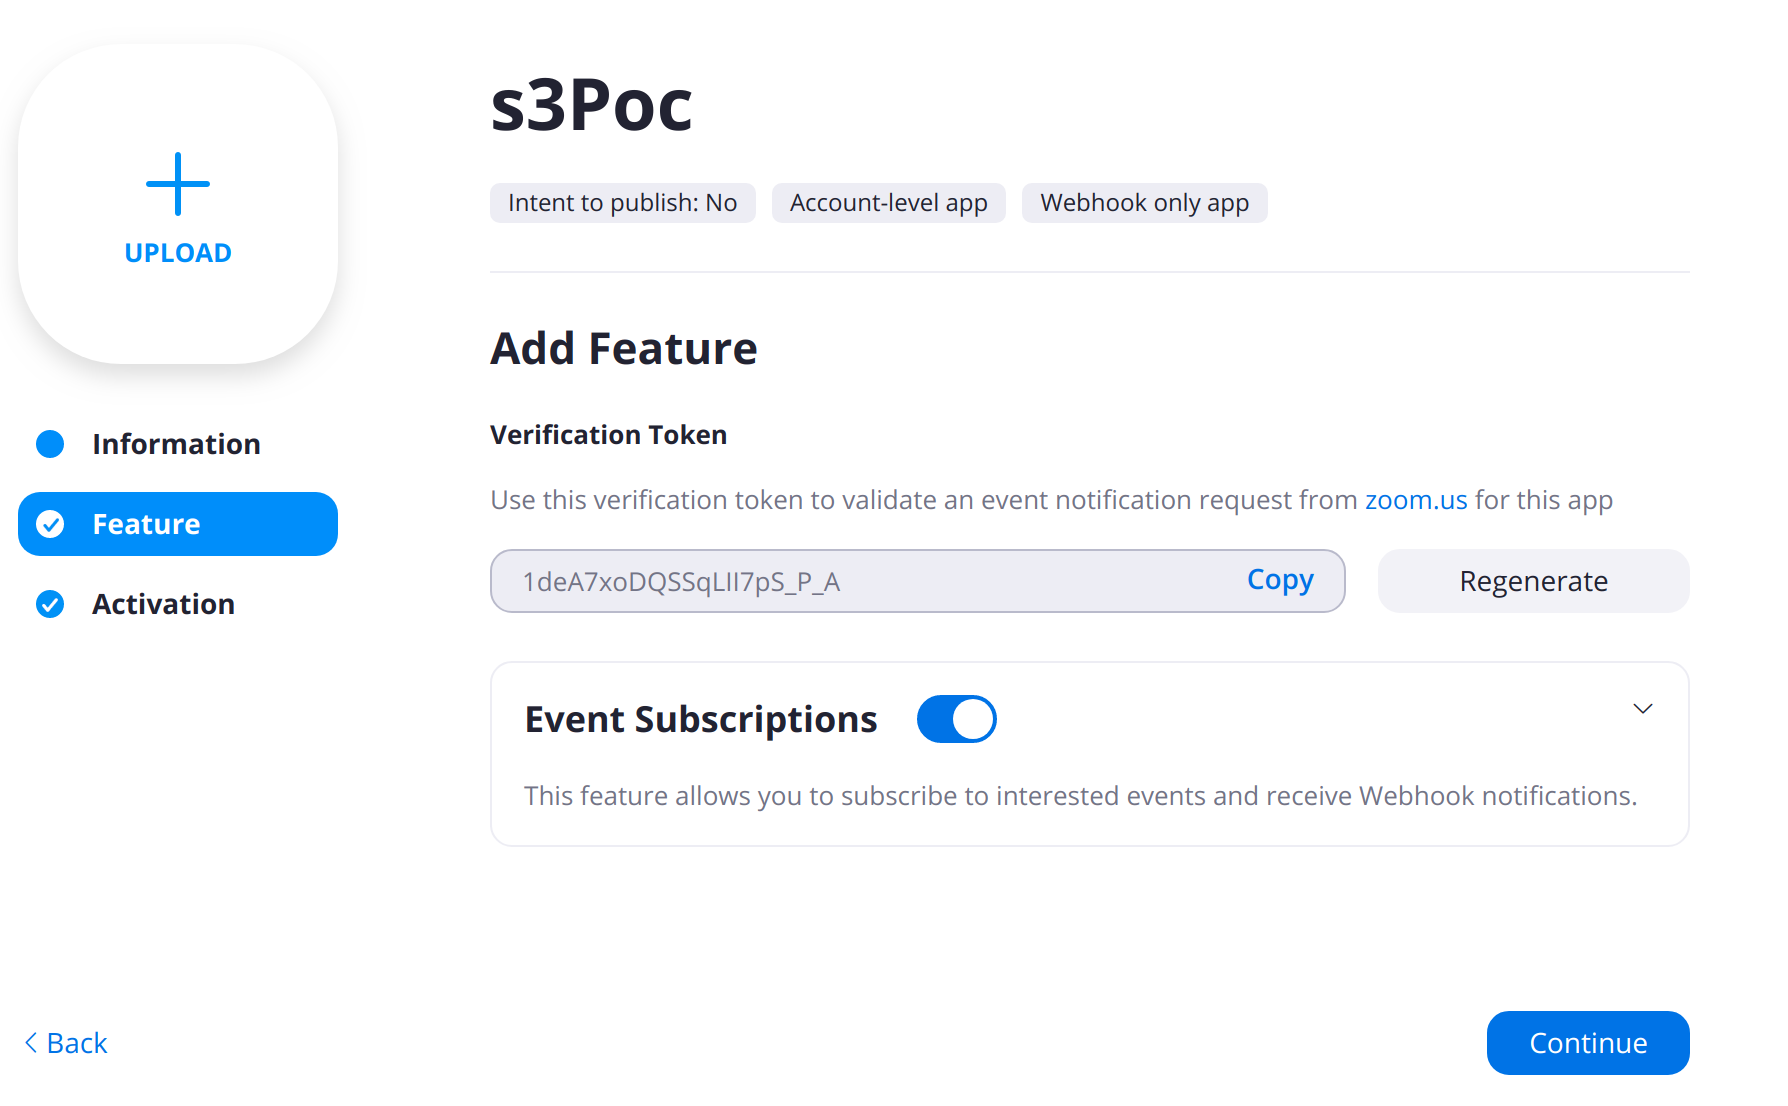 UPLOAD
Information
Feature
Activation
s3Poc
Intent to publish: No
Account-level app
Webhook only app
Add Feature
Verification Token
Use this verification token to validate an event notification request from zoom.us for this app
1deA7xoDQSSqLII7pS_P_A
Copy
Regenerate
Event Subscriptions
This feature allows you to subscribe to interested events and receive Webhook notifications.
Back
Continue